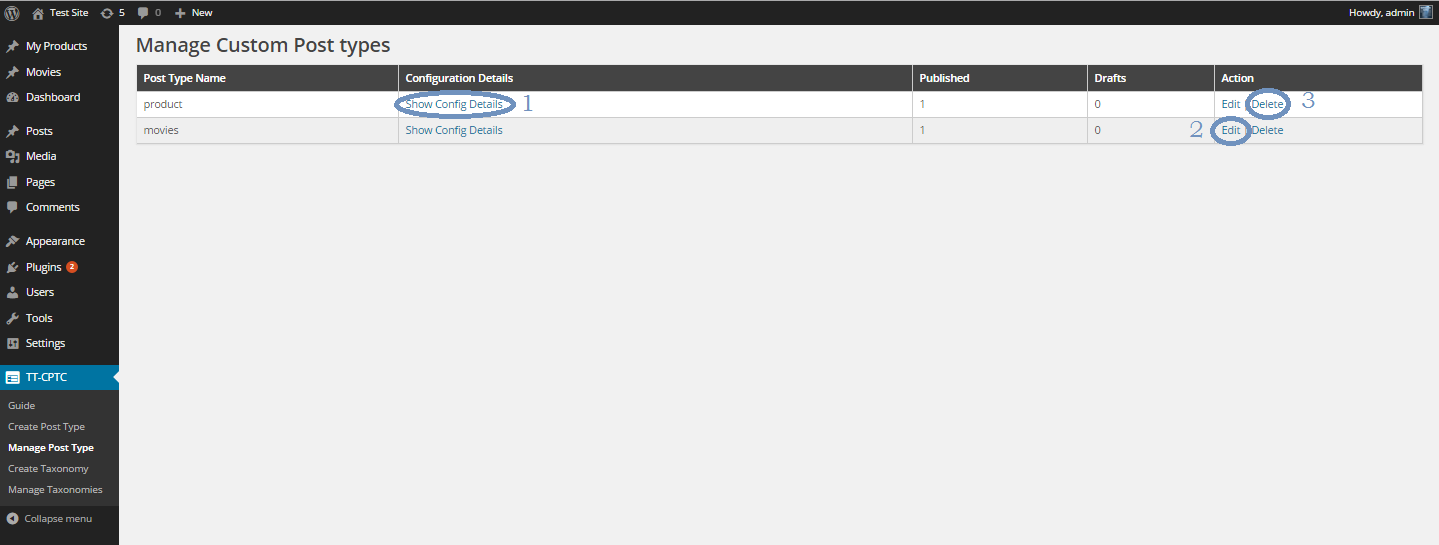 Test Site 5 0 New Howdy, admin
My Products
Movies
Dashboard
Posts
Media
Pages
Comments
Appearance
Plugins 2
Users
Tools
Settings
TT-CPTC
Guide
Create Post Type
Manage Post Type
Create Taxonomy
Manage Taxonomies
Collapse menu
Manage Custom Post types
Post Type Name Configuration Details Published Drafts Action
product Show Config Details 1 1 0 Edit Delete 3
movies Show Config Details 1 0 2 Edit Delete